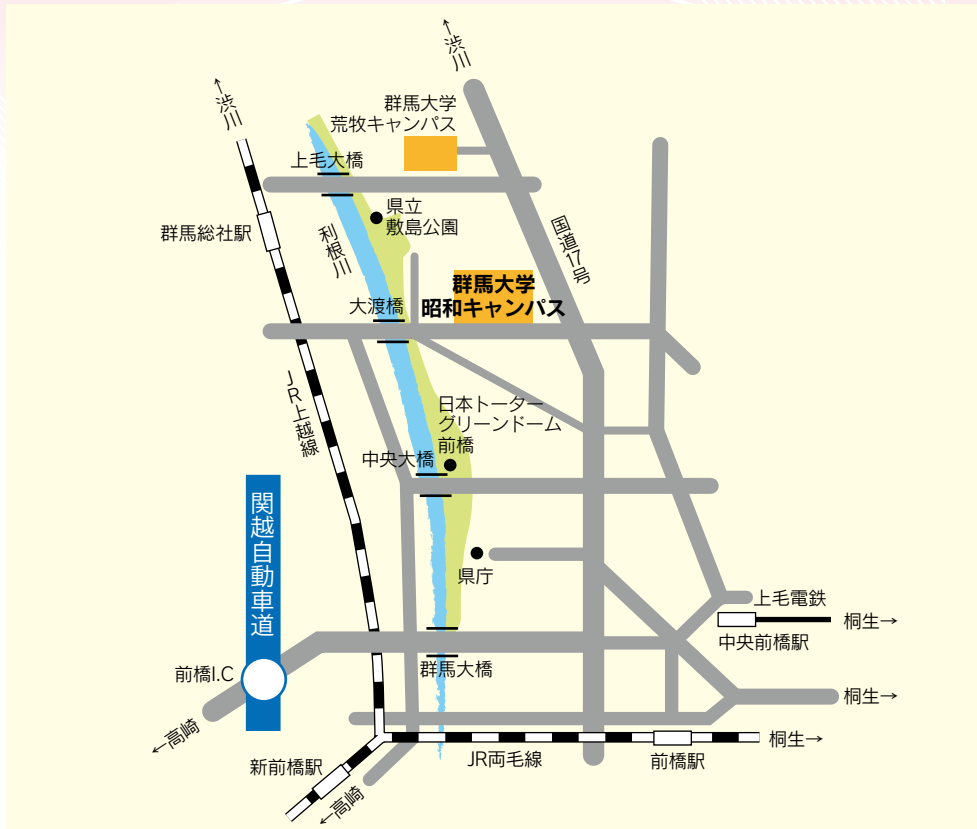 ↑渋川
↑渋川
群馬大学
荒牧キャンパス
上毛大橋
県立
敷島公園
群馬総社駅
利根川
国道17号
群馬大学
昭和キャンパス
大渡橋
JR上越線
日本トーター
グリーンドーム
前橋
中央大橋
関越自動車道
県庁
上毛電鉄
桐生→
中央前橋駅
群馬大橋
前橋I.C
桐生→
←高崎
JR両毛線
前橋駅
桐生→
新前橋駅
←高崎